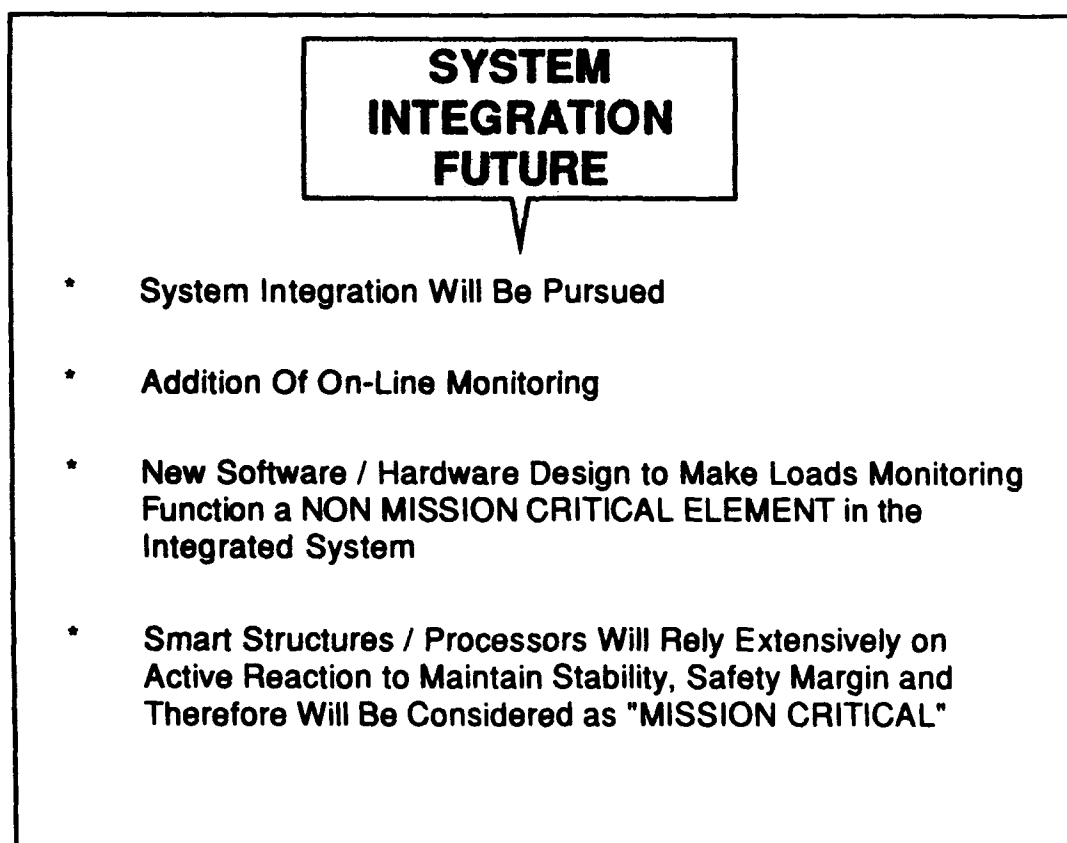 SYSTEM
INTEGRATION
FUTURE
* System Integration Will Be Pursued
* Addition Of On-Line Monitoring
* New Software / Hardware Design to Make Loads Monitoring
Function a NON MISSION CRITICAL ELEMENT in the
Integrated System
* Smart Structures / Processors Will Rely Extensively on
Active Reaction to Maintain Stability, Safety Margin and
Therefore Will Be Considered as "MISSION CRITICAL"